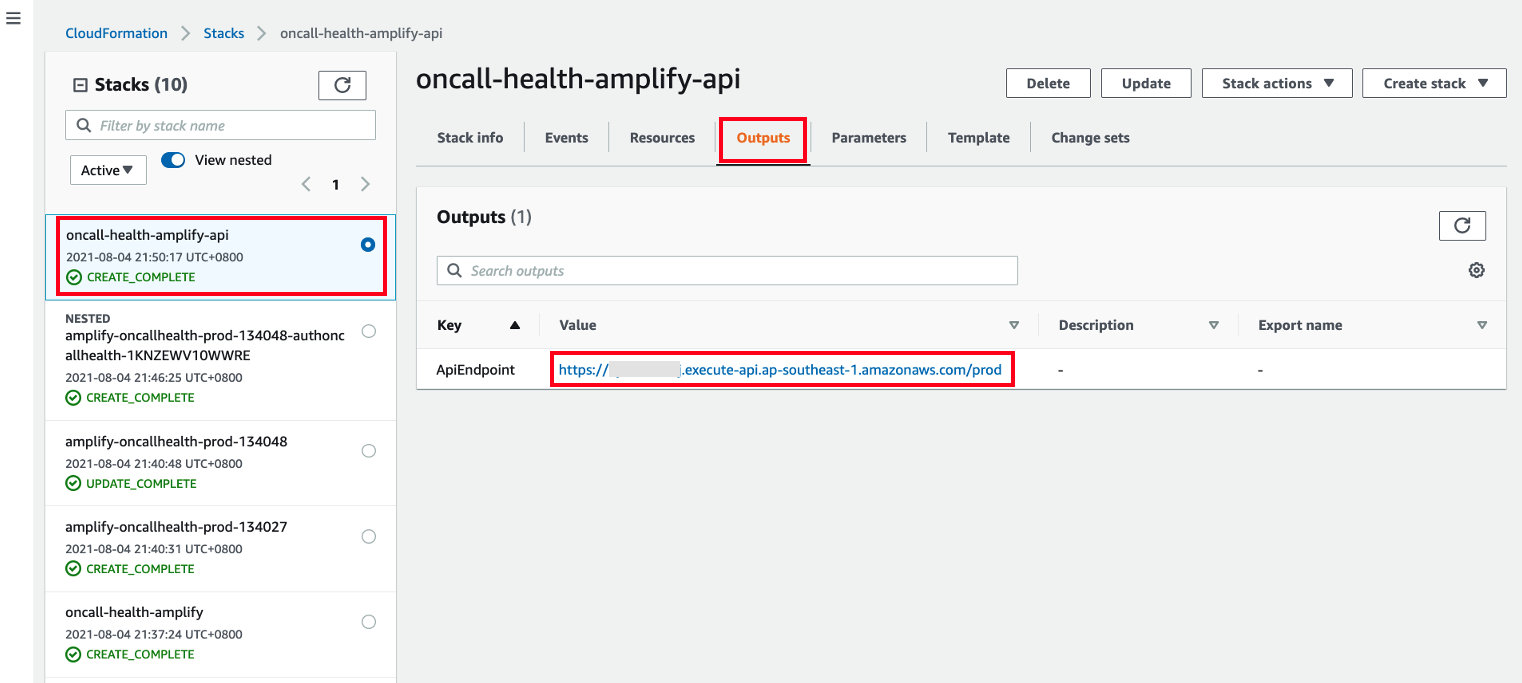 CloudFormation > Stacks > oncall-health-amplify-api
Stacks (10)
Filter by stack name
Active
View nested
1
oncall-health-amplify-api
2021-08-04 21:50:17 UTC+0800
CREATE_COMPLETE
NESTED
amplify-oncallhealth-prod-134048-authonc
allhealth-1KNZEWV10WWRE
2021-08-04 21:46:25 UTC+0800
CREATE_COMPLETE
amplify-oncallhealth-prod-134048
2021-08-04 21:40:48 UTC+0800
UPDATE_COMPLETE
amplify-oncallhealth-prod-134027
2021-08-04 21:40:31 UTC+0800
CREATE_COMPLETE
oncall-health-amplify
2021-08-04 21:37:24 UTC+0800
CREATE_COMPLETE
oncall-health-amplify-api
Delete Update Stack actions Create stack
Stack info Events Resources Outputs Parameters Template Change sets
Outputs (1)
Search outputs
Key Value Description Export name
ApiEndpoint https:// .execute-api.ap-southeast-1.amazonaws.com/prod - -